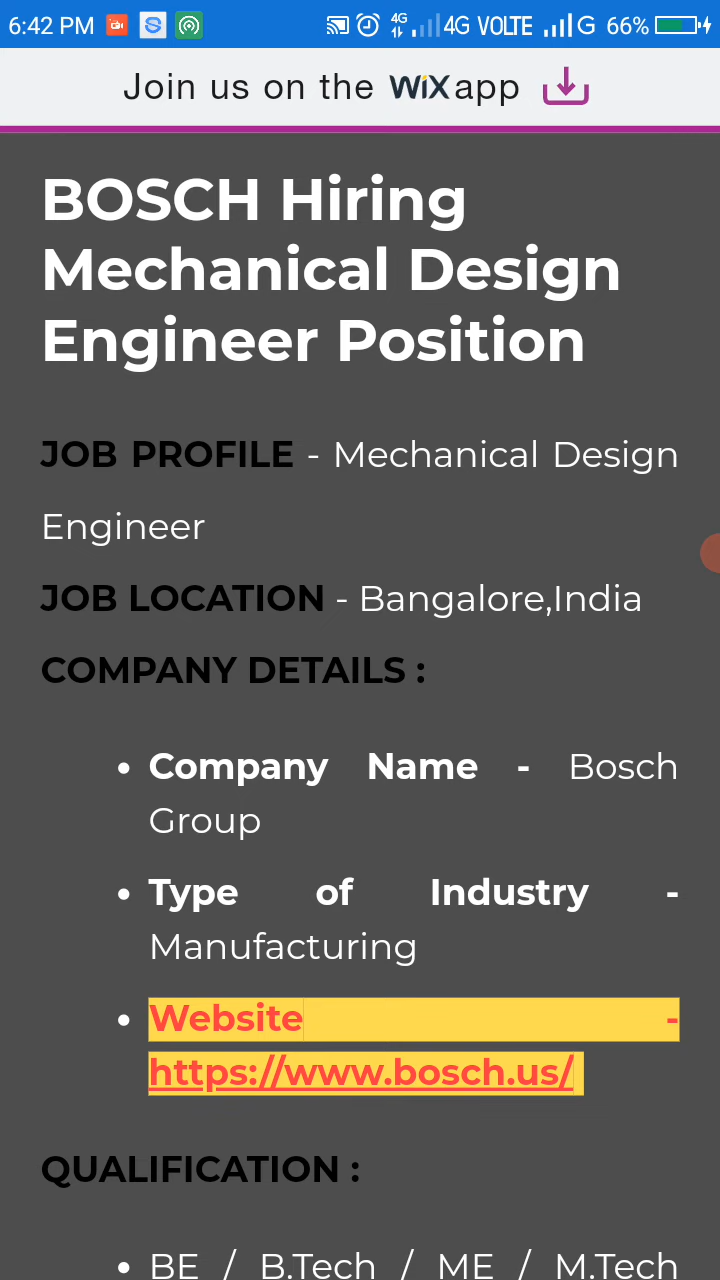 6:42 PM 4G 4G VOLTE G 66%
Join us on the WiX app
BOSCH Hiring
Mechanical Design
Engineer Position
JOB PROFILE - Mechanical Design
Engineer
JOB LOCATION - Bangalore,India
COMPANY DETAILS :
• Company Name - Bosch
Group
• Type of Industry -
Manufacturing
• Website -
https://www.bosch.us/
QUALIFICATION :
• BE / B.Tech / ME / M.Tech